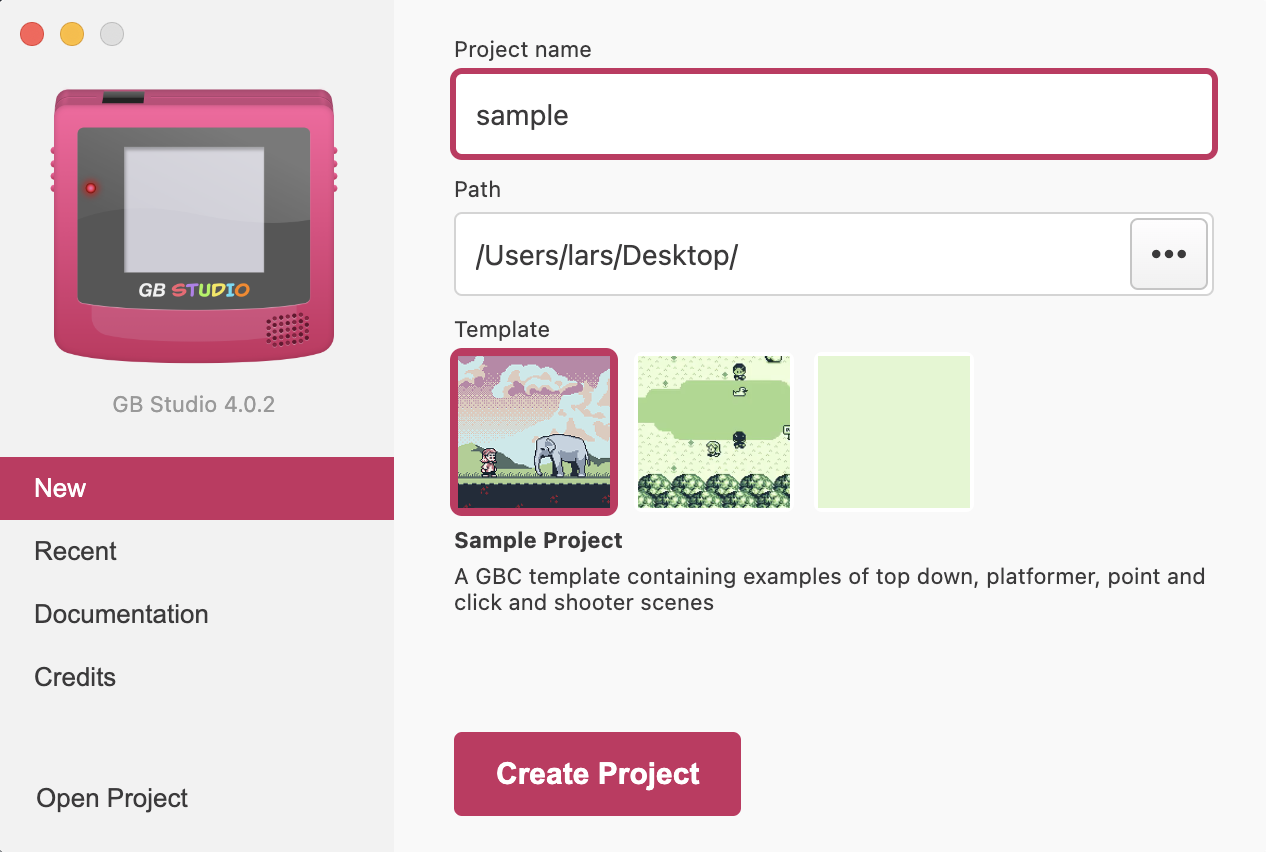 GB STUDIO
GB Studio 4.0.2
New
Recent
Documentation
Credits
Open Project
Project name
sample
Path
/Users/lars/Desktop/
•••
Template
Sample Project
A GBC template containing examples of top down, platformer, point and
click and shooter scenes
Create Project